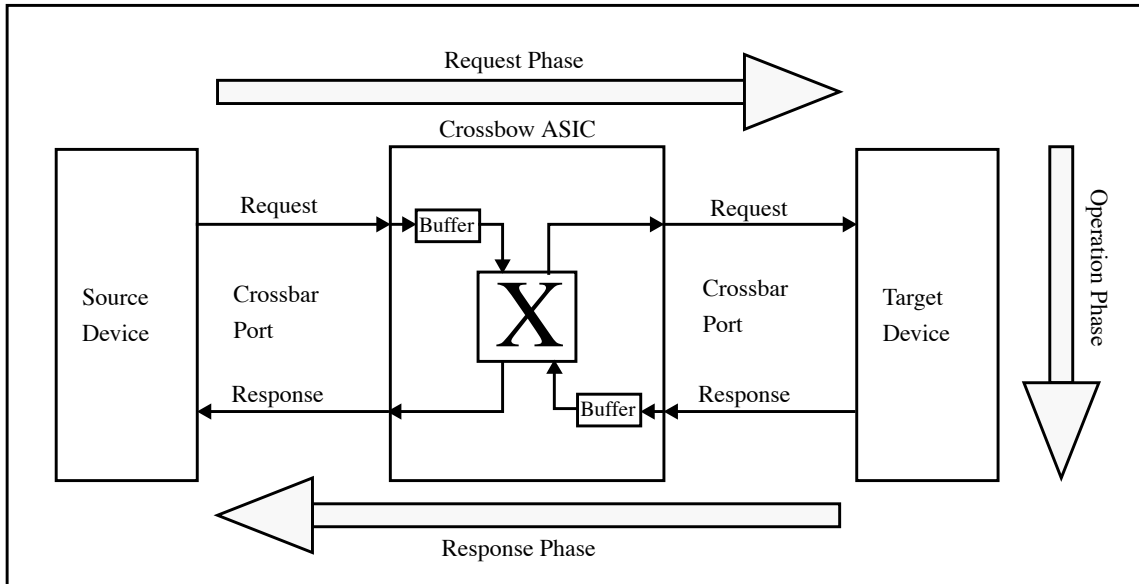 Request Phase
Crossbow ASIC
Request
Buffer
Request
Operation Phase
Source
Device
Crossbar
Port
X
Crossbar
Port
Target
Device
Response
Buffer
Response
Response Phase